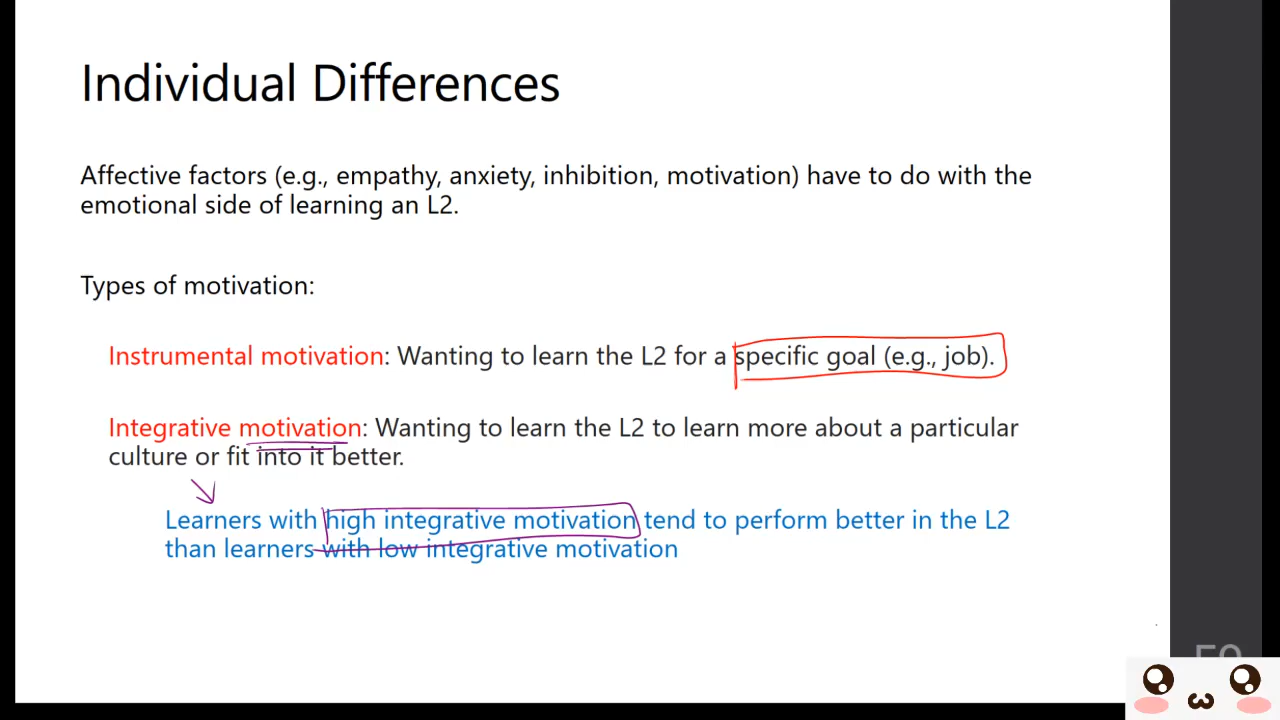 Individual Differences
Affective factors (e.g., empathy, anxiety, inhibition, motivation) have to do with the
emotional side of learning an L2.
Types of motivation:
Instrumental motivation: Wanting to learn the L2 for a specific goal (e.g., job).
Integrative motivation: Wanting to learn the L2 to learn more about a particular
culture or fit into it better.
Learners with high integrative motivation tend to perform better in the L2
than learners with low integrative motivation